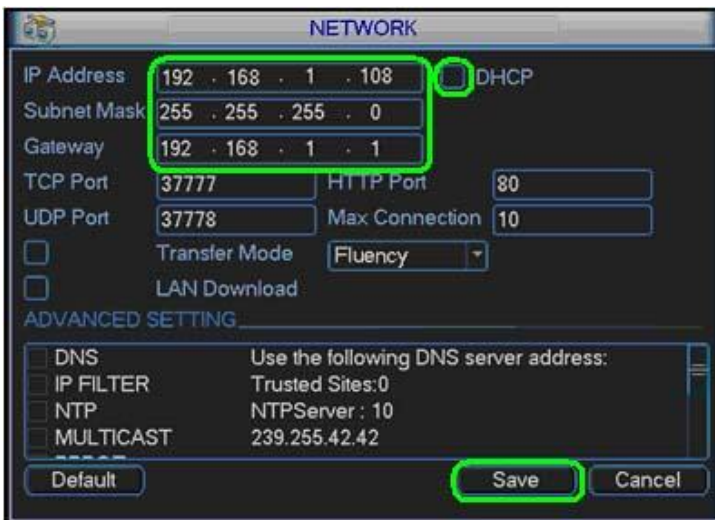 NETWORK
IP Address 192 . 168 . 1 . 108 DHCP
Subnet Mask 255 . 255 . 255 . 0
Gateway 192 . 168 . 1 . 1
TCP Port 37777 HTTP Port 80
UDP Port 37778 Max Connection 10
Transfer Mode Fluency
LAN Download
ADVANCED SETTING
DNS Use the following DNS server address:
IP FILTER Trusted Sites:0
NTP NTPServer : 10
MULTICAST 239.255.42.42
Default Save Cancel